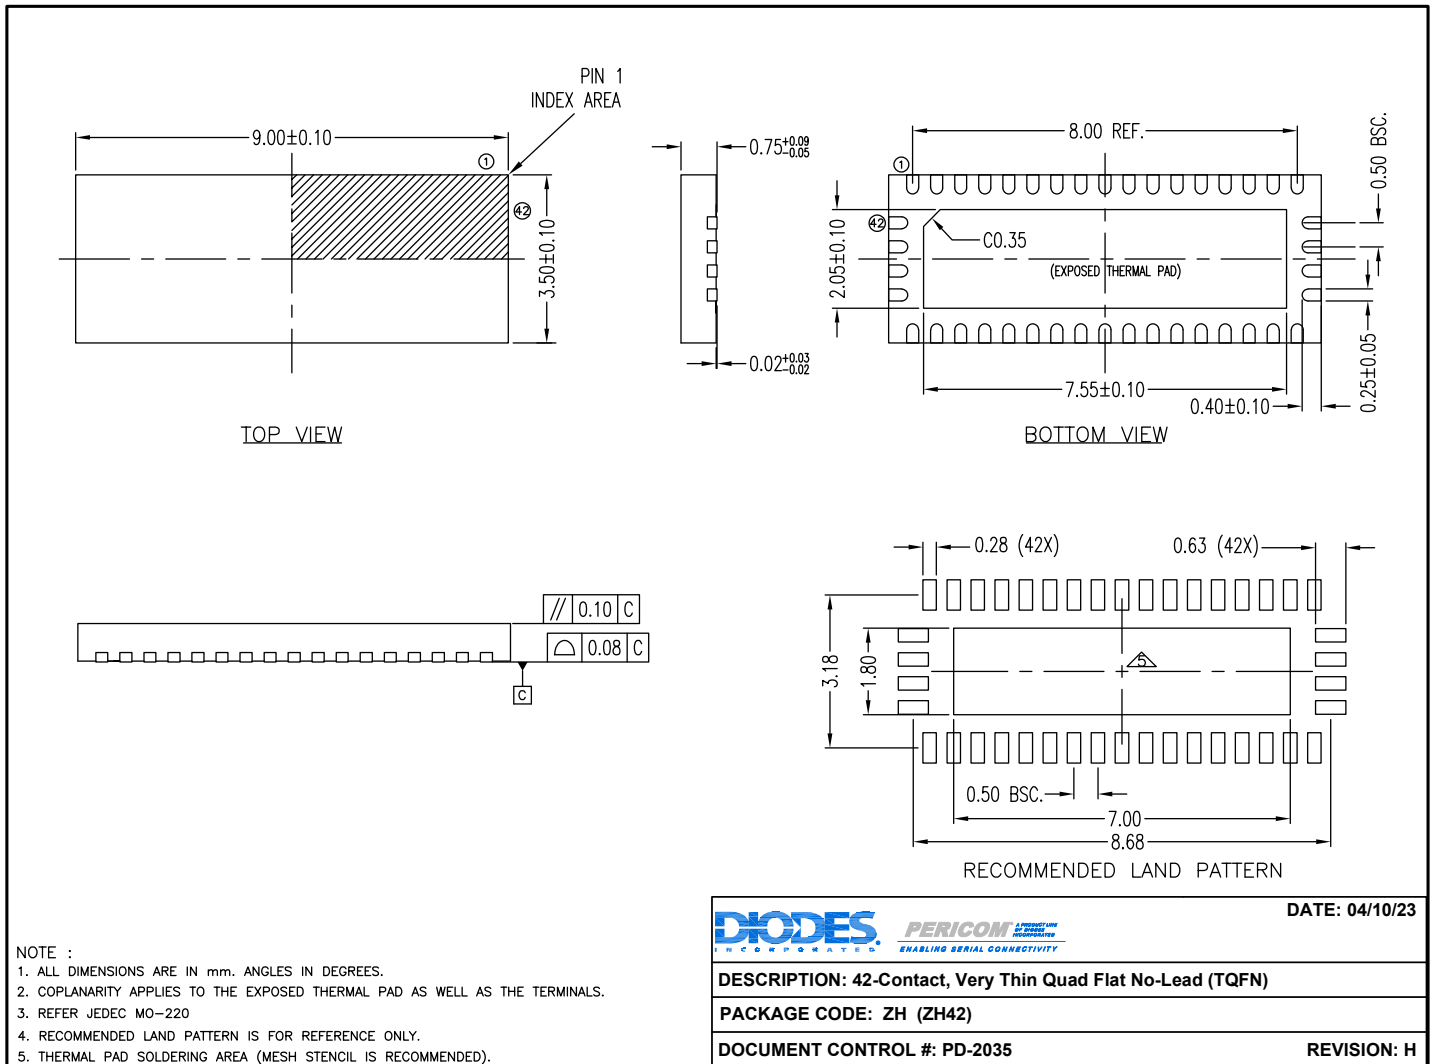 PIN 1
INDEX AREA
9.00±0.10
1
42
3.50±0.10
TOP VIEW
0.75+0.09
-0.05
0.02+0.03
-0.02
8.00 REF.
0.50 BSC.
1
42
2.05±0.10
C0.35
(EXPOSED THERMAL PAD)
7.55±0.10
0.40±0.10
0.25±0.05
BOTTOM VIEW
// 0.10 C
0.08 C
C
0.28 (42X)
0.63 (42X)
3.18
1.80
5
0.50 BSC.
7.00
8.68
RECOMMENDED LAND PATTERN
NOTE :
1. ALL DIMENSIONS ARE IN mm. ANGLES IN DEGREES.
2. COPLANARITY APPLIES TO THE EXPOSED THERMAL PAD AS WELL AS THE TERMINALS.
3. REFER JEDEC MO-220
4. RECOMMENDED LAND PATTERN IS FOR REFERENCE ONLY.
5. THERMAL PAD SOLDERING AREA (MESH STENCIL IS RECOMMENDED).
DIODES
INCORPORATED
PERICOM
A PRODUCT LINE
OF DIODES
INCORPORATED
ENABLING SERIAL CONNECTIVITY
DATE: 04/10/23
DESCRIPTION: 42-Contact, Very Thin Quad Flat No-Lead (TQFN)
PACKAGE CODE: ZH (ZH42)
DOCUMENT CONTROL #: PD-2035
REVISION: H